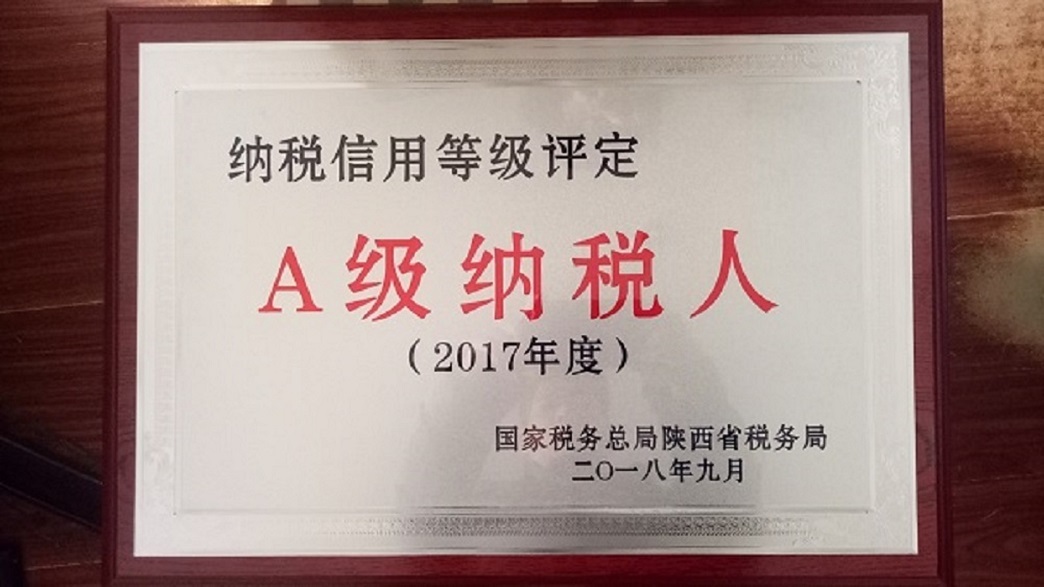 纳税信用等级评定
A级纳税人
（2017年度）
国家税务总局陕西省税务局
二〇一八年九月